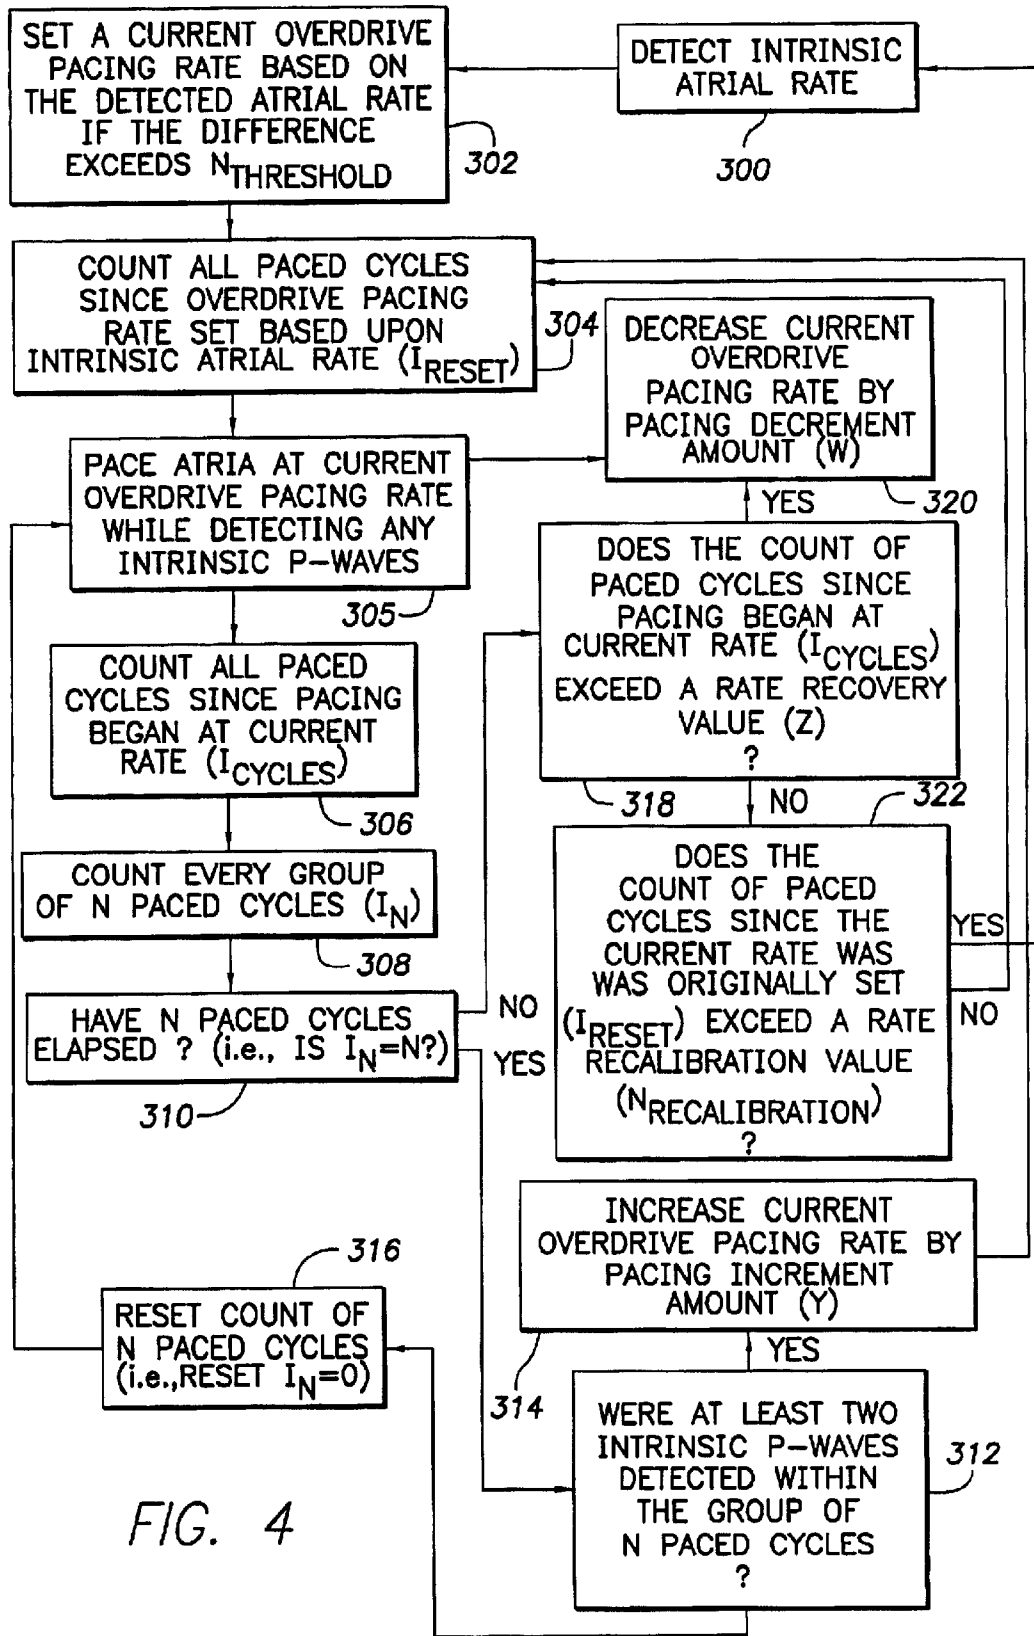 SET A CURRENT OVERDRIVE
PACING RATE BASED ON
THE DETECTED ATRIAL RATE
IF THE DIFFERENCE
EXCEEDS NTHRESHOLD
302
DETECT INTRINSIC
ATRIAL RATE
300
COUNT ALL PACED CYCLES
SINCE OVERDRIVE PACING
RATE SET BASED UPON
INTRINSIC ATRIAL RATE (IRESET)
304
DECREASE CURRENT
OVERDRIVE
PACING RATE BY
PACING DECREMENT
AMOUNT (W)
320
PACE ATRIA AT CURRENT
OVERDRIVE PACING RATE
WHILE DETECTING ANY
INTRINSIC P-WAVES
305
YES
DOES THE COUNT OF
PACED CYCLES SINCE
PACING BEGAN AT
CURRENT RATE (ICYCLES)
EXCEED A RATE RECOVERY
VALUE (Z)
?
318
NO
COUNT ALL PACED
CYCLES SINCE PACING
BEGAN AT CURRENT
RATE (ICYCLES)
306
322
DOES THE
COUNT OF PACED
CYCLES SINCE THE
CURRENT RATE WAS
WAS ORIGINALLY SET
(IRESET) EXCEED A RATE
RECALIBRATION VALUE
(NRECALIBRATION)
?
YES
NO
COUNT EVERY GROUP
OF N PACED CYCLES (IN)
308
HAVE N PACED CYCLES
ELAPSED ? (i.e., IS IN=N?)
310
NO
YES
INCREASE CURRENT
OVERDRIVE PACING RATE BY
PACING INCREMENT
AMOUNT (Y)
314
YES
316
RESET COUNT OF
N PACED CYCLES
(i.e.,RESET IN=0)
WERE AT LEAST TWO
INTRINSIC P-WAVES
DETECTED WITHIN
THE GROUP OF
N PACED CYCLES
?
312
FIG. 4